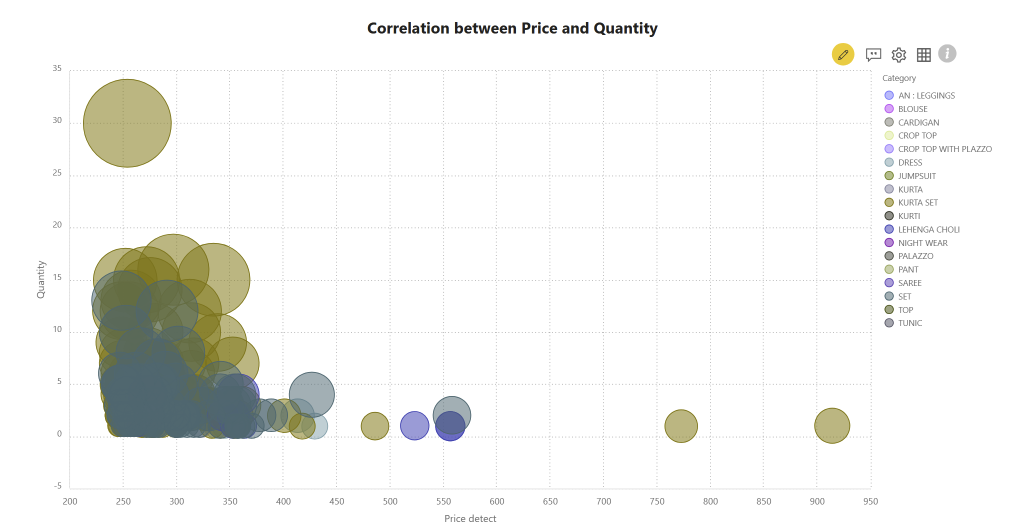 Correlation between Price and Quantity
Category
AN : LEGGINGS
BLOUSE
CARDIGAN
CROP TOP
CROP TOP WITH PLAZZO
DRESS
JUMPSUIT
KURTA
KURTA SET
KURTI
LEHENGA CHOLI
NIGHT WEAR
PALAZZO
PANT
SAREE
SET
TOP
TUNIC
Quantity
35
30
25
20
15
10
5
0
-5
200 250 300 350 400 450 500 550 600 650 700 750 800 850 900 950
Price detect